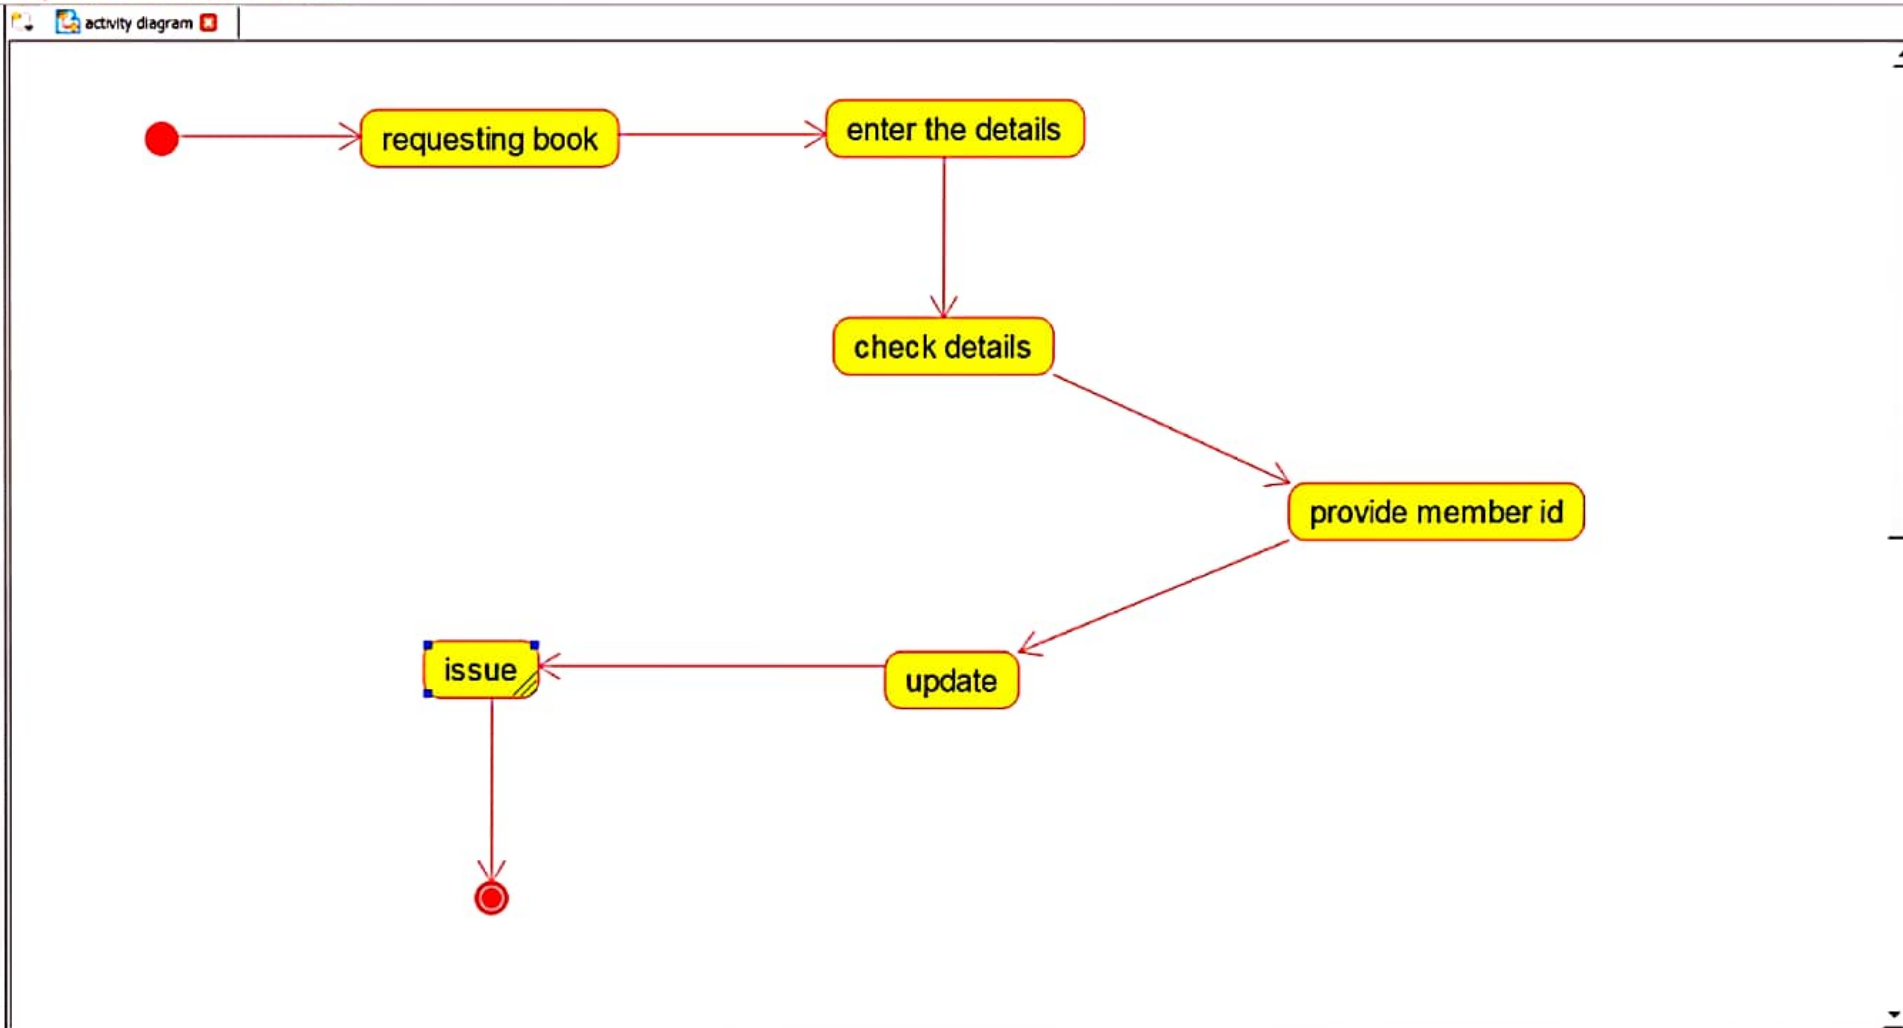 activity diagram
requesting book
enter the details
check details
provide member id
update
issue